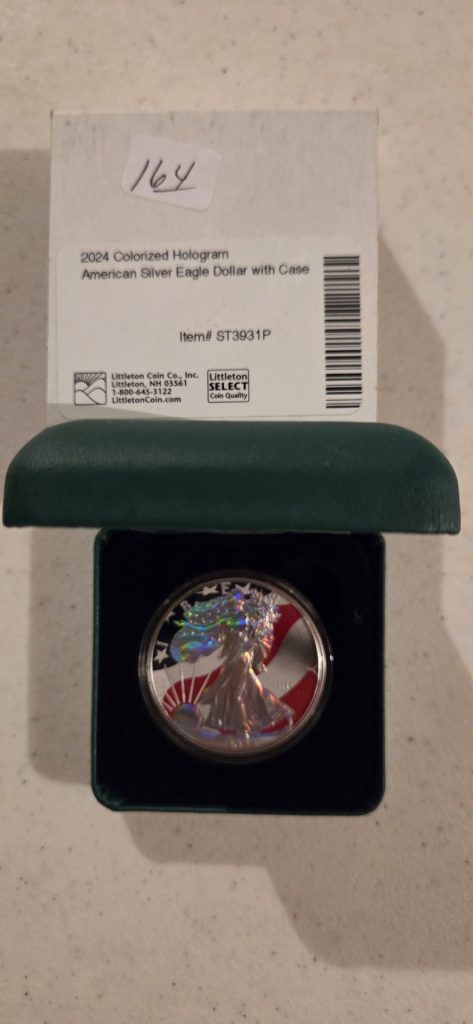 164
2024 Colorized Hologram
American Silver Eagle Dollar with Case
Item# ST3931P
Littleton Coin Co., Inc.
Littleton, NH 03561
1-800-645-3122
LittletonCoin.com
Littleton
SELECT
Coin Quality